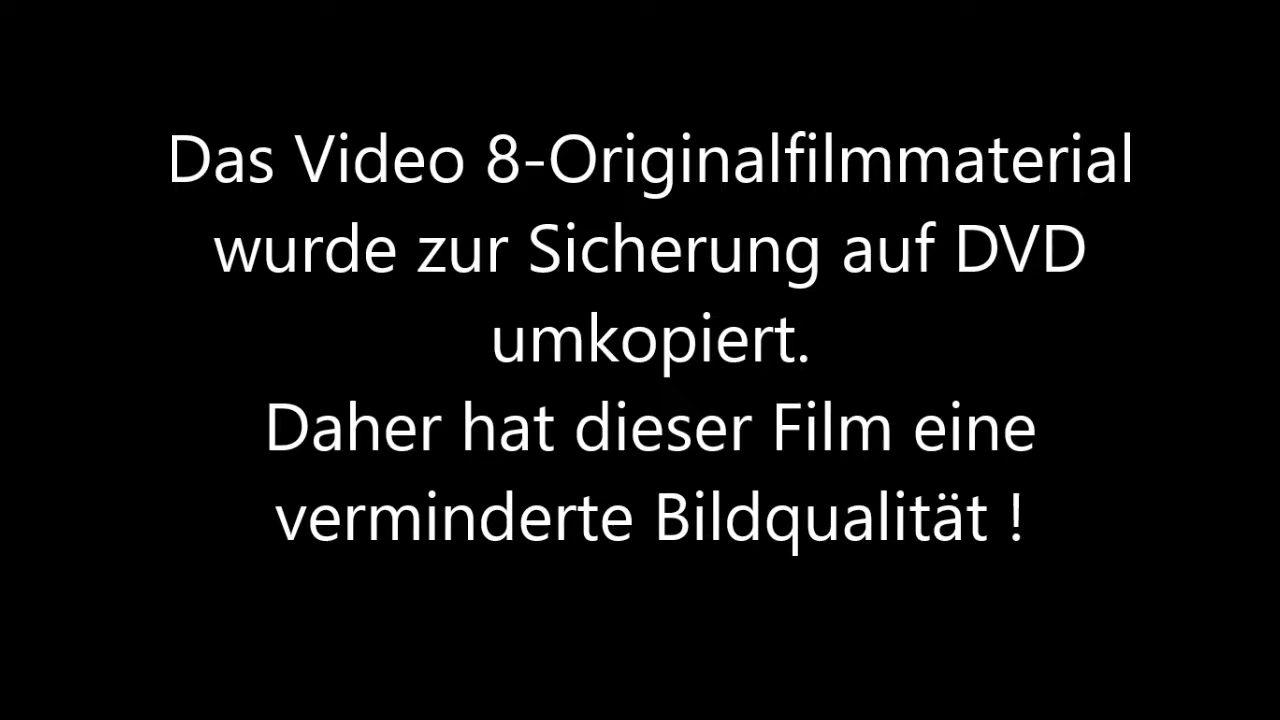 Das Video 8-Originalfilmmaterial
wurde zur Sicherung auf DVD
umkopiert.
Daher hat dieser Film eine
verminderte Bildqualität !